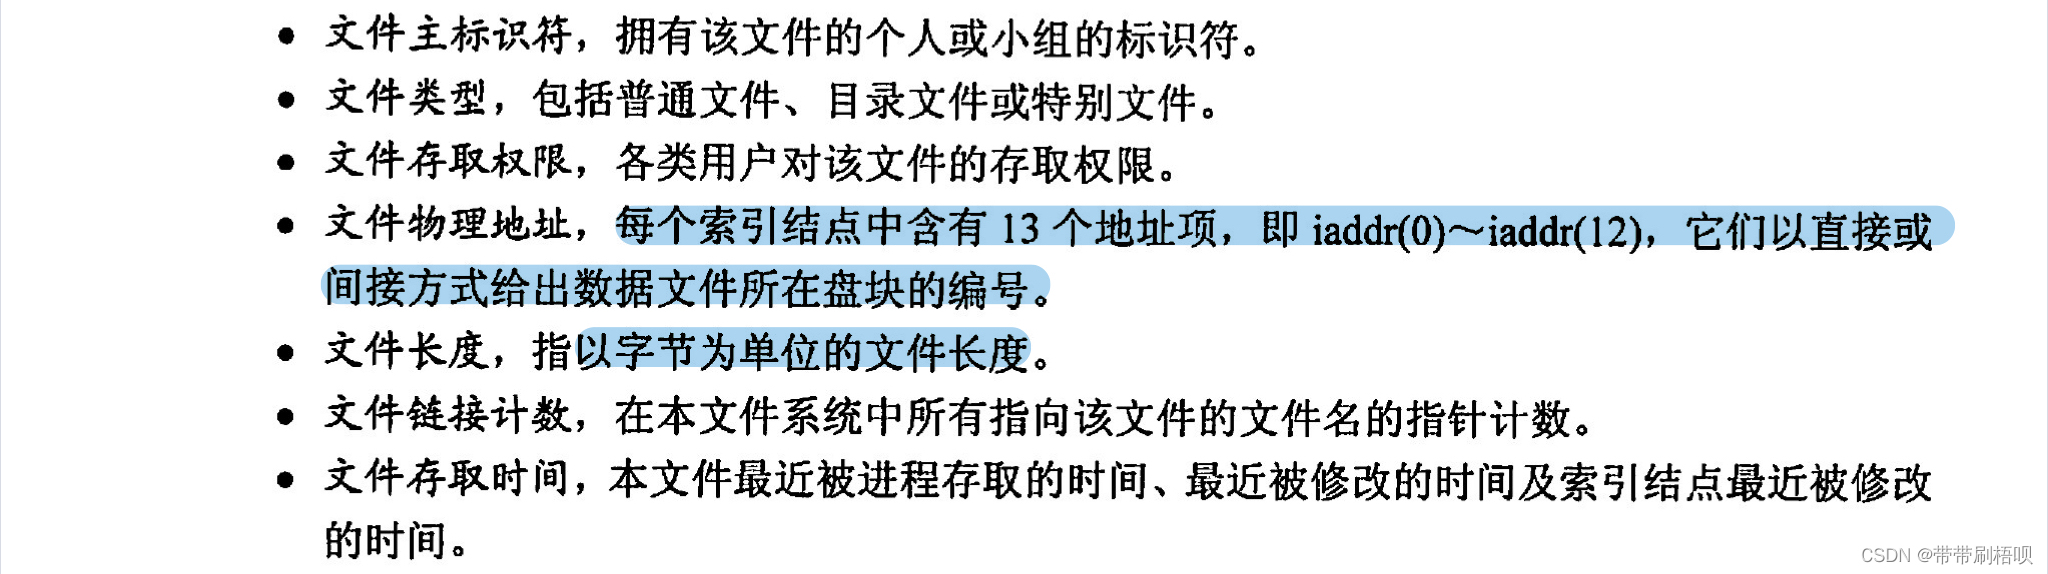 ● 文件主标识符，拥有该文件的个人或小组的标识符。
● 文件类型，包括普通文件、目录文件或特别文件。
● 文件存取权限，各类用户对该文件的存取权限。
● 文件物理地址，每个索引结点中含有 13 个地址项，即 iaddr(0)～iaddr(12)，它们以直接或
间接方式给出数据文件所在盘块的编号。
● 文件长度，指以字节为单位的文件长度。
● 文件链接计数，在本文件系统中所有指向该文件的文件名的指针计数。
● 文件存取时间，本文件最近被进程存取的时间、最近被修改的时间及索引结点最近被修改
的时间。
CSDN @带带刷梧呗